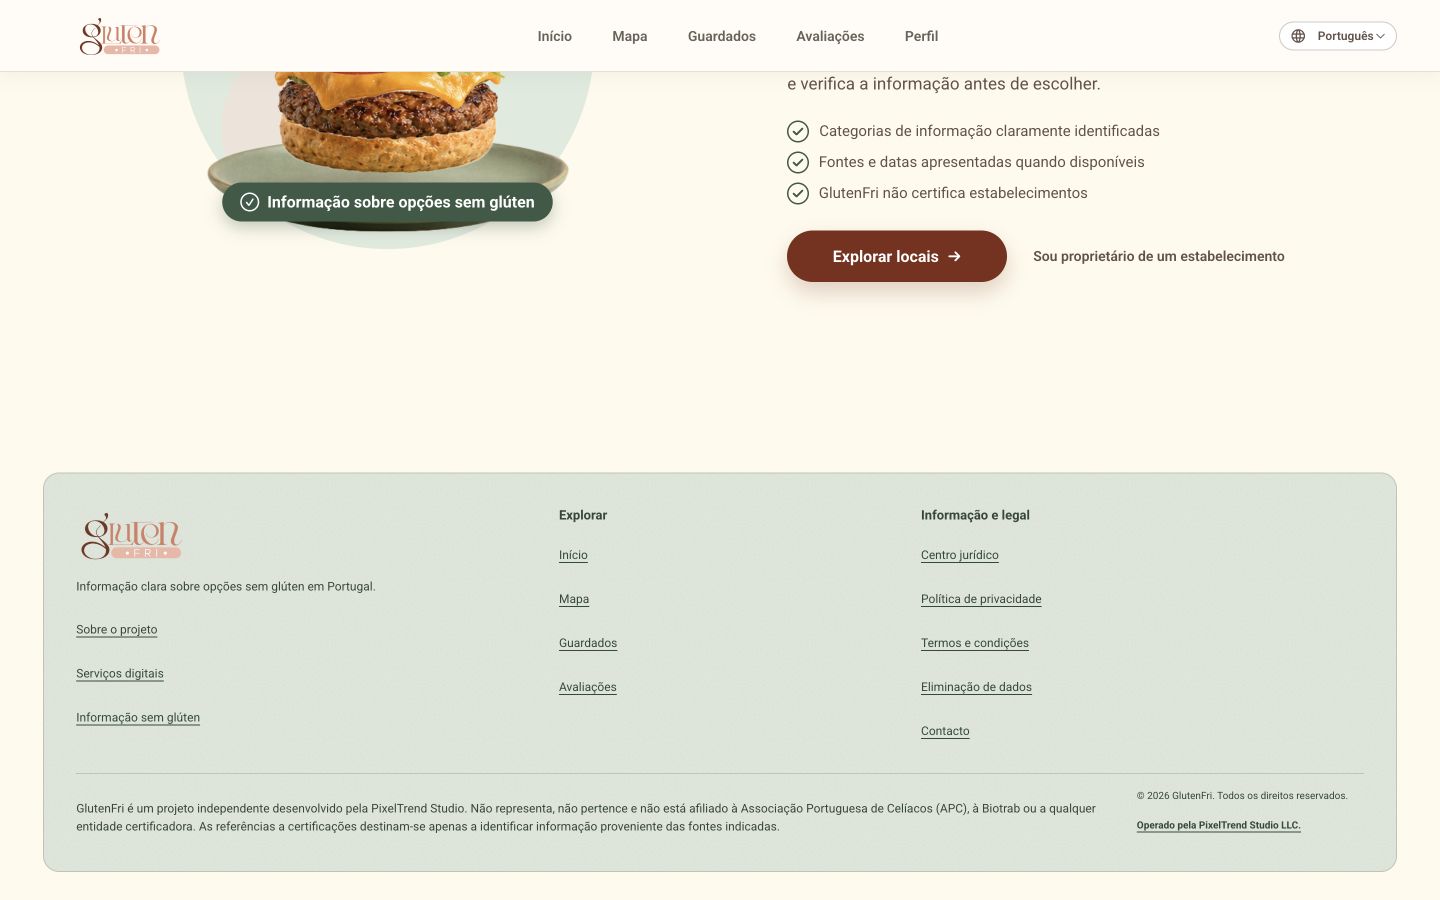 gluten
•FRI•
Início
Mapa
Guardados
Avaliações
Perfil
Português
e verifica a informação antes de escolher.
Categorias de informação claramente identificadas
Fontes e datas apresentadas quando disponíveis
GlutenFri não certifica estabelecimentos
Informação sobre opções sem glúten
Explorar locais
Sou proprietário de um estabelecimento
gluten
•FRI•
Informação clara sobre opções sem glúten em Portugal.
Sobre o projeto
Serviços digitais
Informação sem glúten
Explorar
Início
Mapa
Guardados
Avaliações
Informação e legal
Centro jurídico
Política de privacidade
Termos e condições
Eliminação de dados
Contacto
GlutenFri é um projeto independente desenvolvido pela PixelTrend Studio. Não representa, não pertence e não está afiliado à Associação Portuguesa de Celíacos (APC), à Biotrab ou a qualquer
entidade certificadora. As referências a certificações destinam-se apenas a identificar informação proveniente das fontes indicadas.
© 2026 GlutenFri. Todos os direitos reservados.
Operado pela PixelTrend Studio LLC.